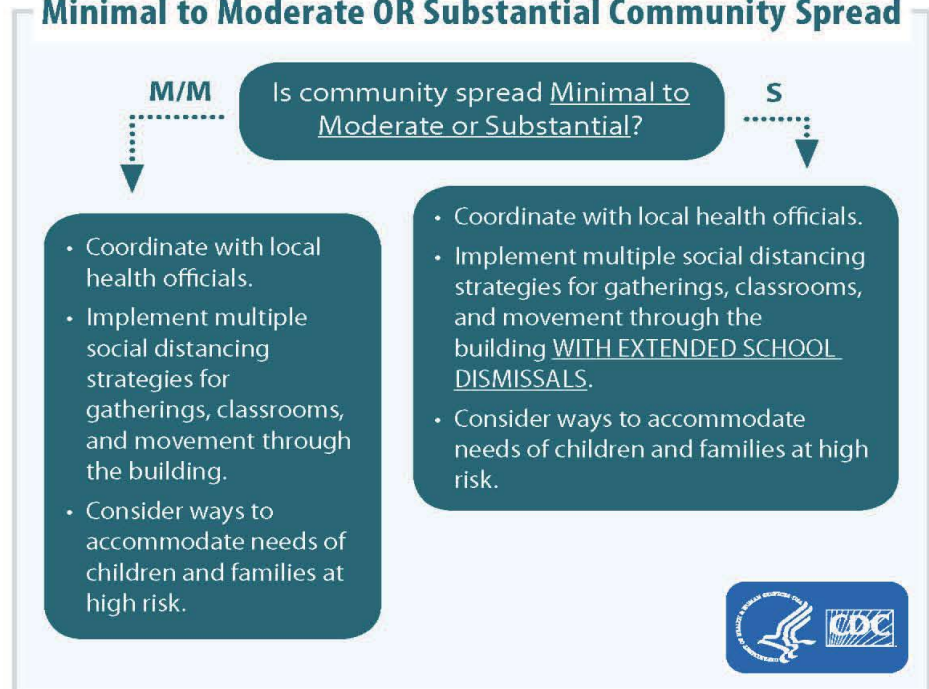 Minimal to Moderate OR Substantial Community Spread
M/M
Is community spread Minimal to
Moderate or Substantial?
S
• Coordinate with local
health officials.
• Implement multiple
social distancing
strategies for
gatherings, classrooms,
and movement through
the building.
• Consider ways to
accommodate needs of
children and families at
high risk.
• Coordinate with local health officials.
• Implement multiple social distancing
strategies for gatherings, classrooms,
and movement through the
building WITH EXTENDED SCHOOL
DISMISSALS.
• Consider ways to accommodate
needs of children and families at high
risk.
CDC